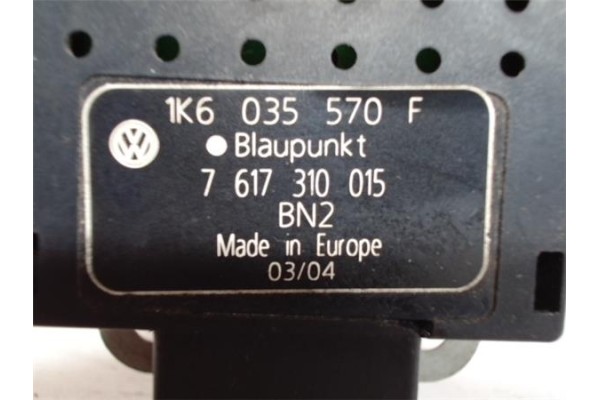 1K6 035 570 F
VW
Blaupunkt
7 617 310 015
BN2
Made in Europe
03/04